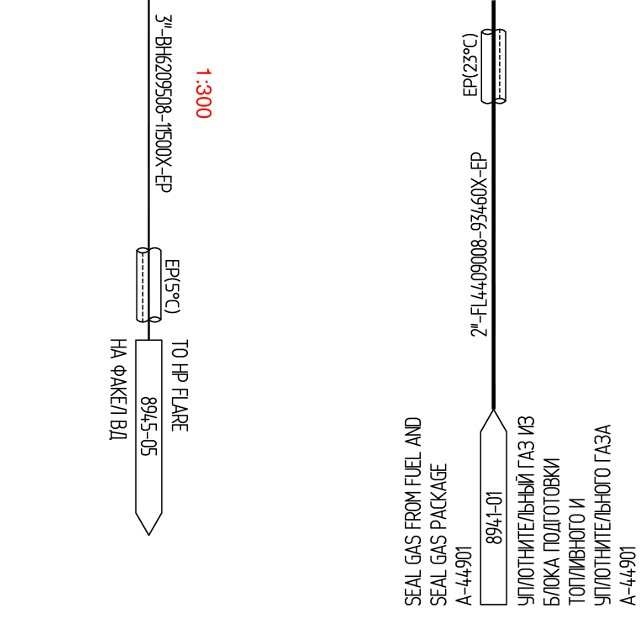 3"-BH6209508-11500X-EP
1:300
EP(5°C)
TO HP FLARE
8945-05
НА ФАКЕЛ ВД
EP(23°C)
2"-FL4409008-93460X-EP
SEAL GAS FROM FUEL AND
SEAL GAS PACKAGE
A-44901
8941-01
УПЛОТНИТЕЛЬНЫЙ ГАЗ ИЗ
БЛОКА ПОДГОТОВКИ
ТОПЛИВНОГО И
УПЛОТНИТЕЛЬНОГО ГАЗА
A-44901